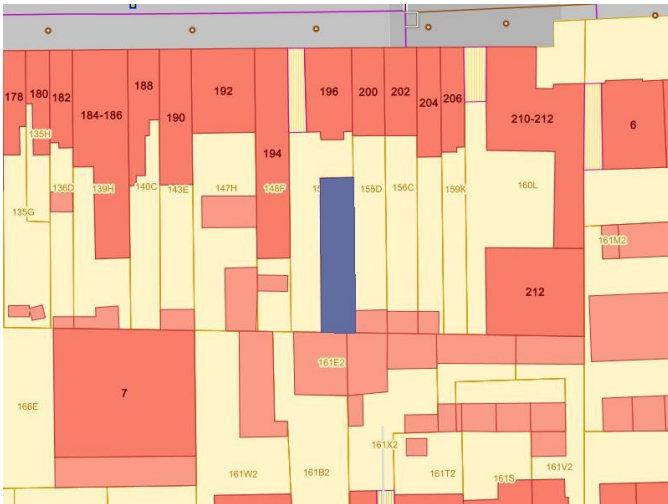 188
178
180
182
184-186
190
192
196
200
202
204
206
210-212
6
135H
194
135G
136D
139H
140C
143E
147H
148F
155D
156C
159K
160L
161M2
212
161E2
7
166E
161W2
161B2
161X2
161T2
161S
161V2